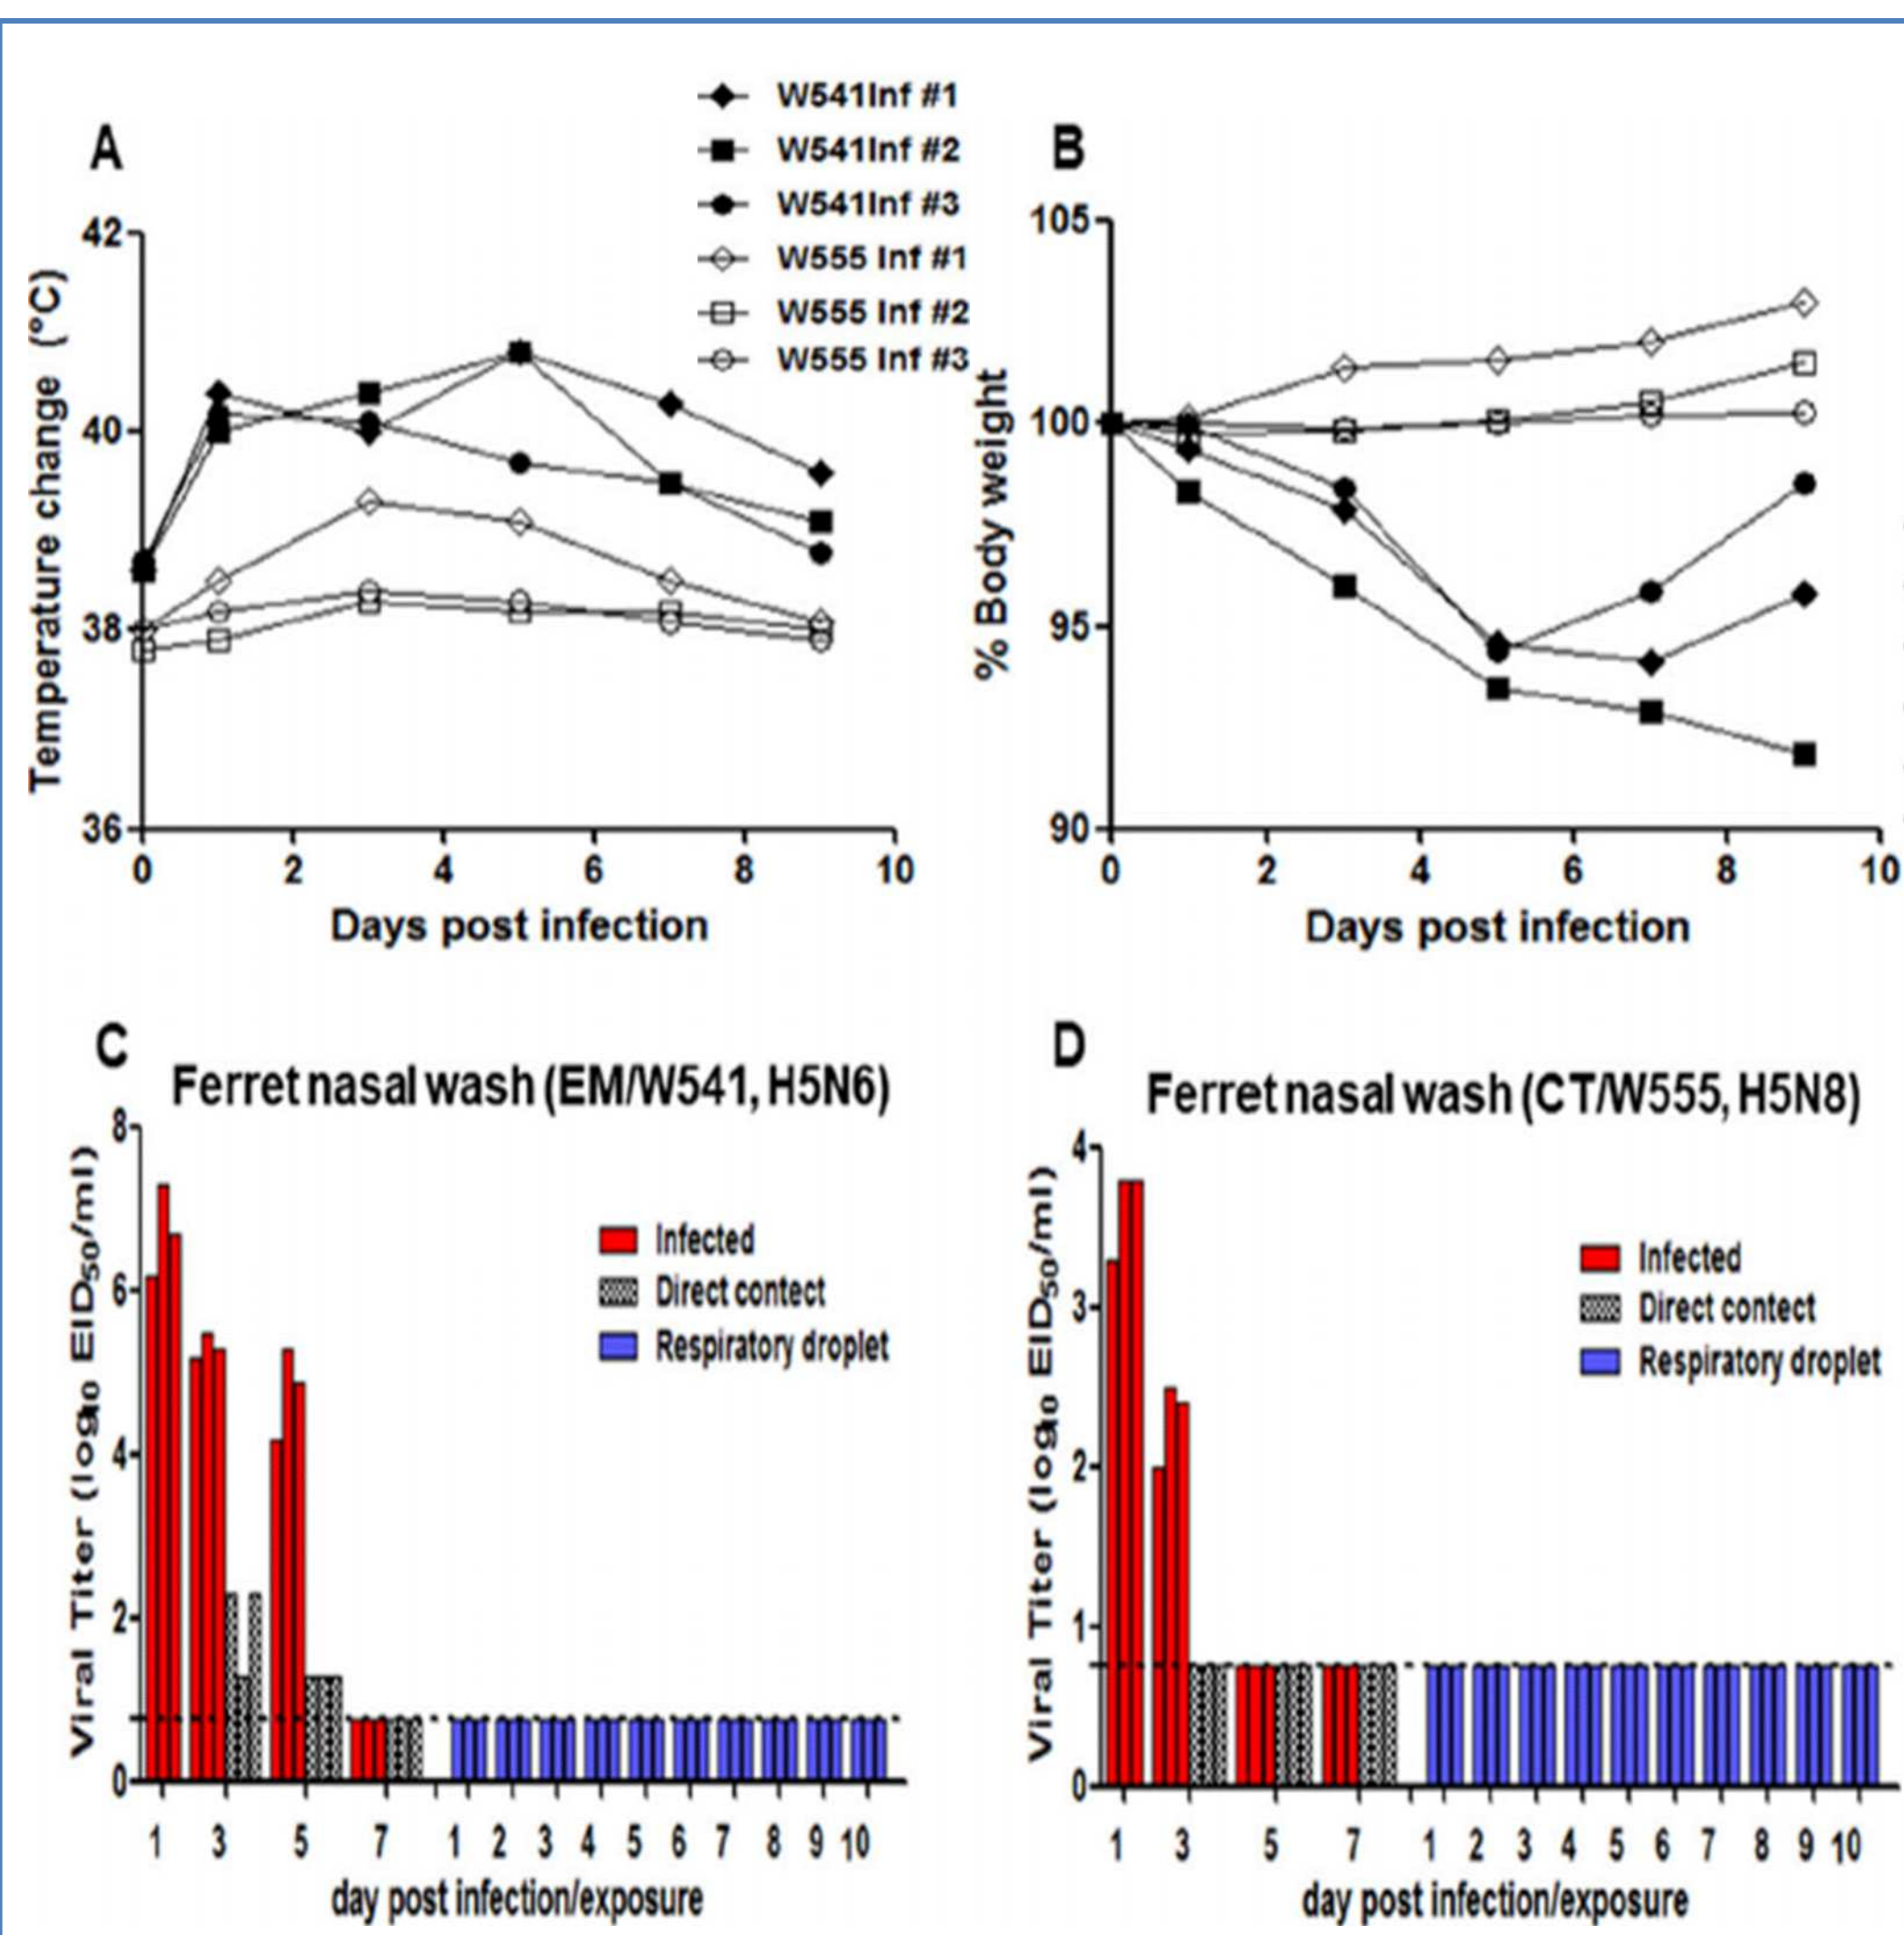 A
W541Inf #1
W541Inf #2
W541Inf #3
W555 Inf #1
W555 Inf #2
W555 Inf #3
Temperature change (°C)
42
40
38
36
0 2 4 6 8 10
Days post infection
B
% Body weight
105
100
95
90
0 2 4 6 8 10
Days post infection
C
Ferret nasal wash (EM/W541, H5N6)
Viral Titer (log10 EID50/ml)
8
6
4
2
0
Infected
Direct contect
Respiratory droplet
1 3 5 7 1 2 3 4 5 6 7 8 9 10
day post infection/exposure
D
Ferret nasal wash (CT/W555, H5N8)
Viral Titer (log10 EID50/ml)
4
3
2
1
0
Infected
Direct contect
Respiratory droplet
1 3 5 7 1 2 3 4 5 6 7 8 9 10
day post infection/exposure